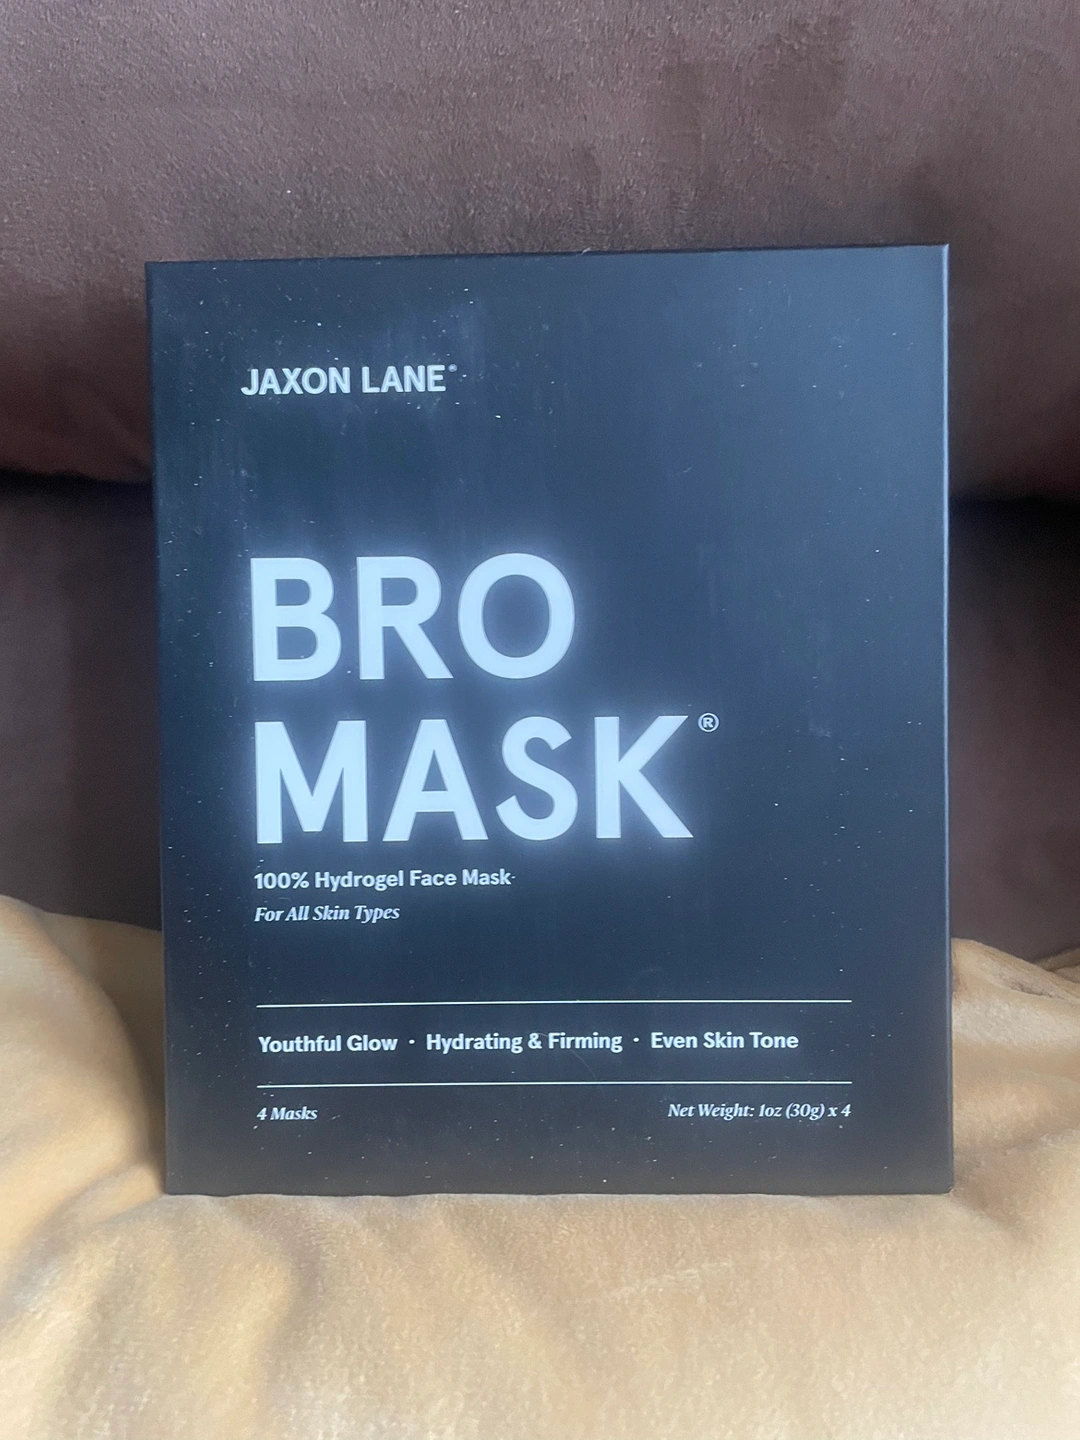 JAXON LANE®
BRO
MASK®
100% Hydrogel Face Mask
For All Skin Types
Youthful Glow · Hydrating & Firming · Even Skin Tone
4 Masks Net Weight: 1oz (30g) x 4